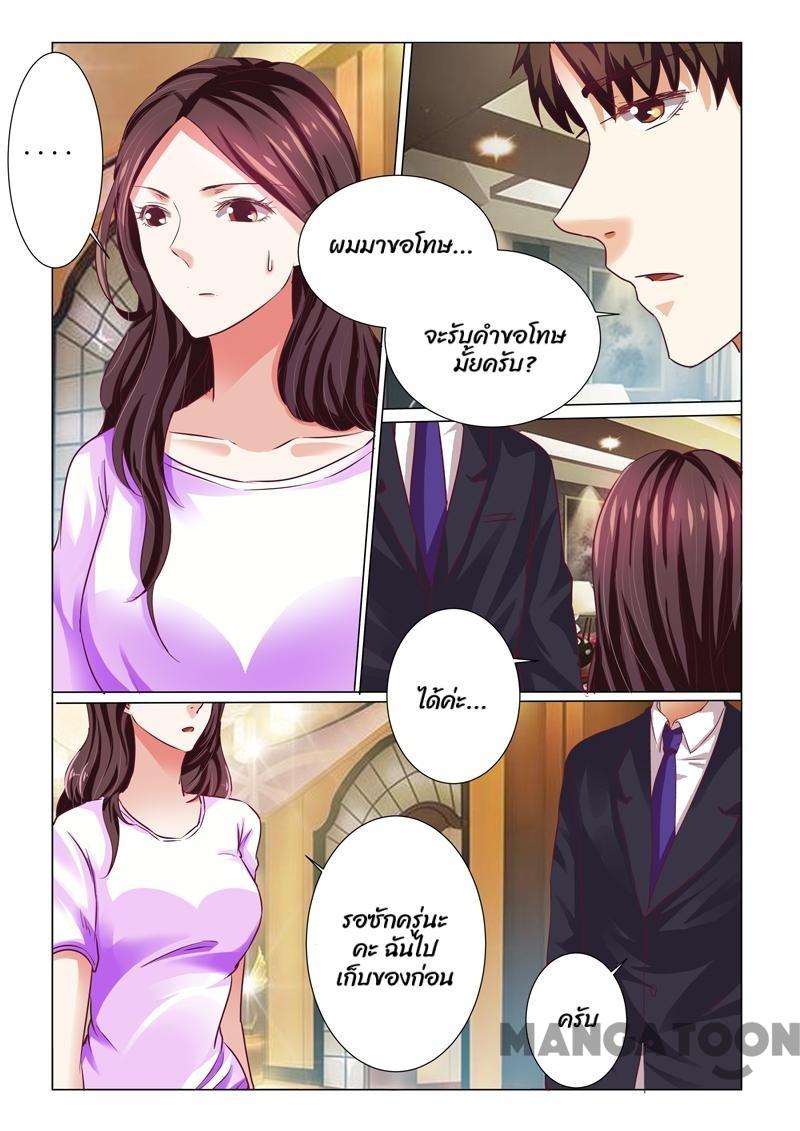 ....
ผมมาขอโทษ...
จะรับคำขอโทษ
มั้ยครับ?
ได้ค่ะ...
รอซักครู่นะ
คะ ฉันไป
เก็บของก่อน
ครับ
MANGATOON